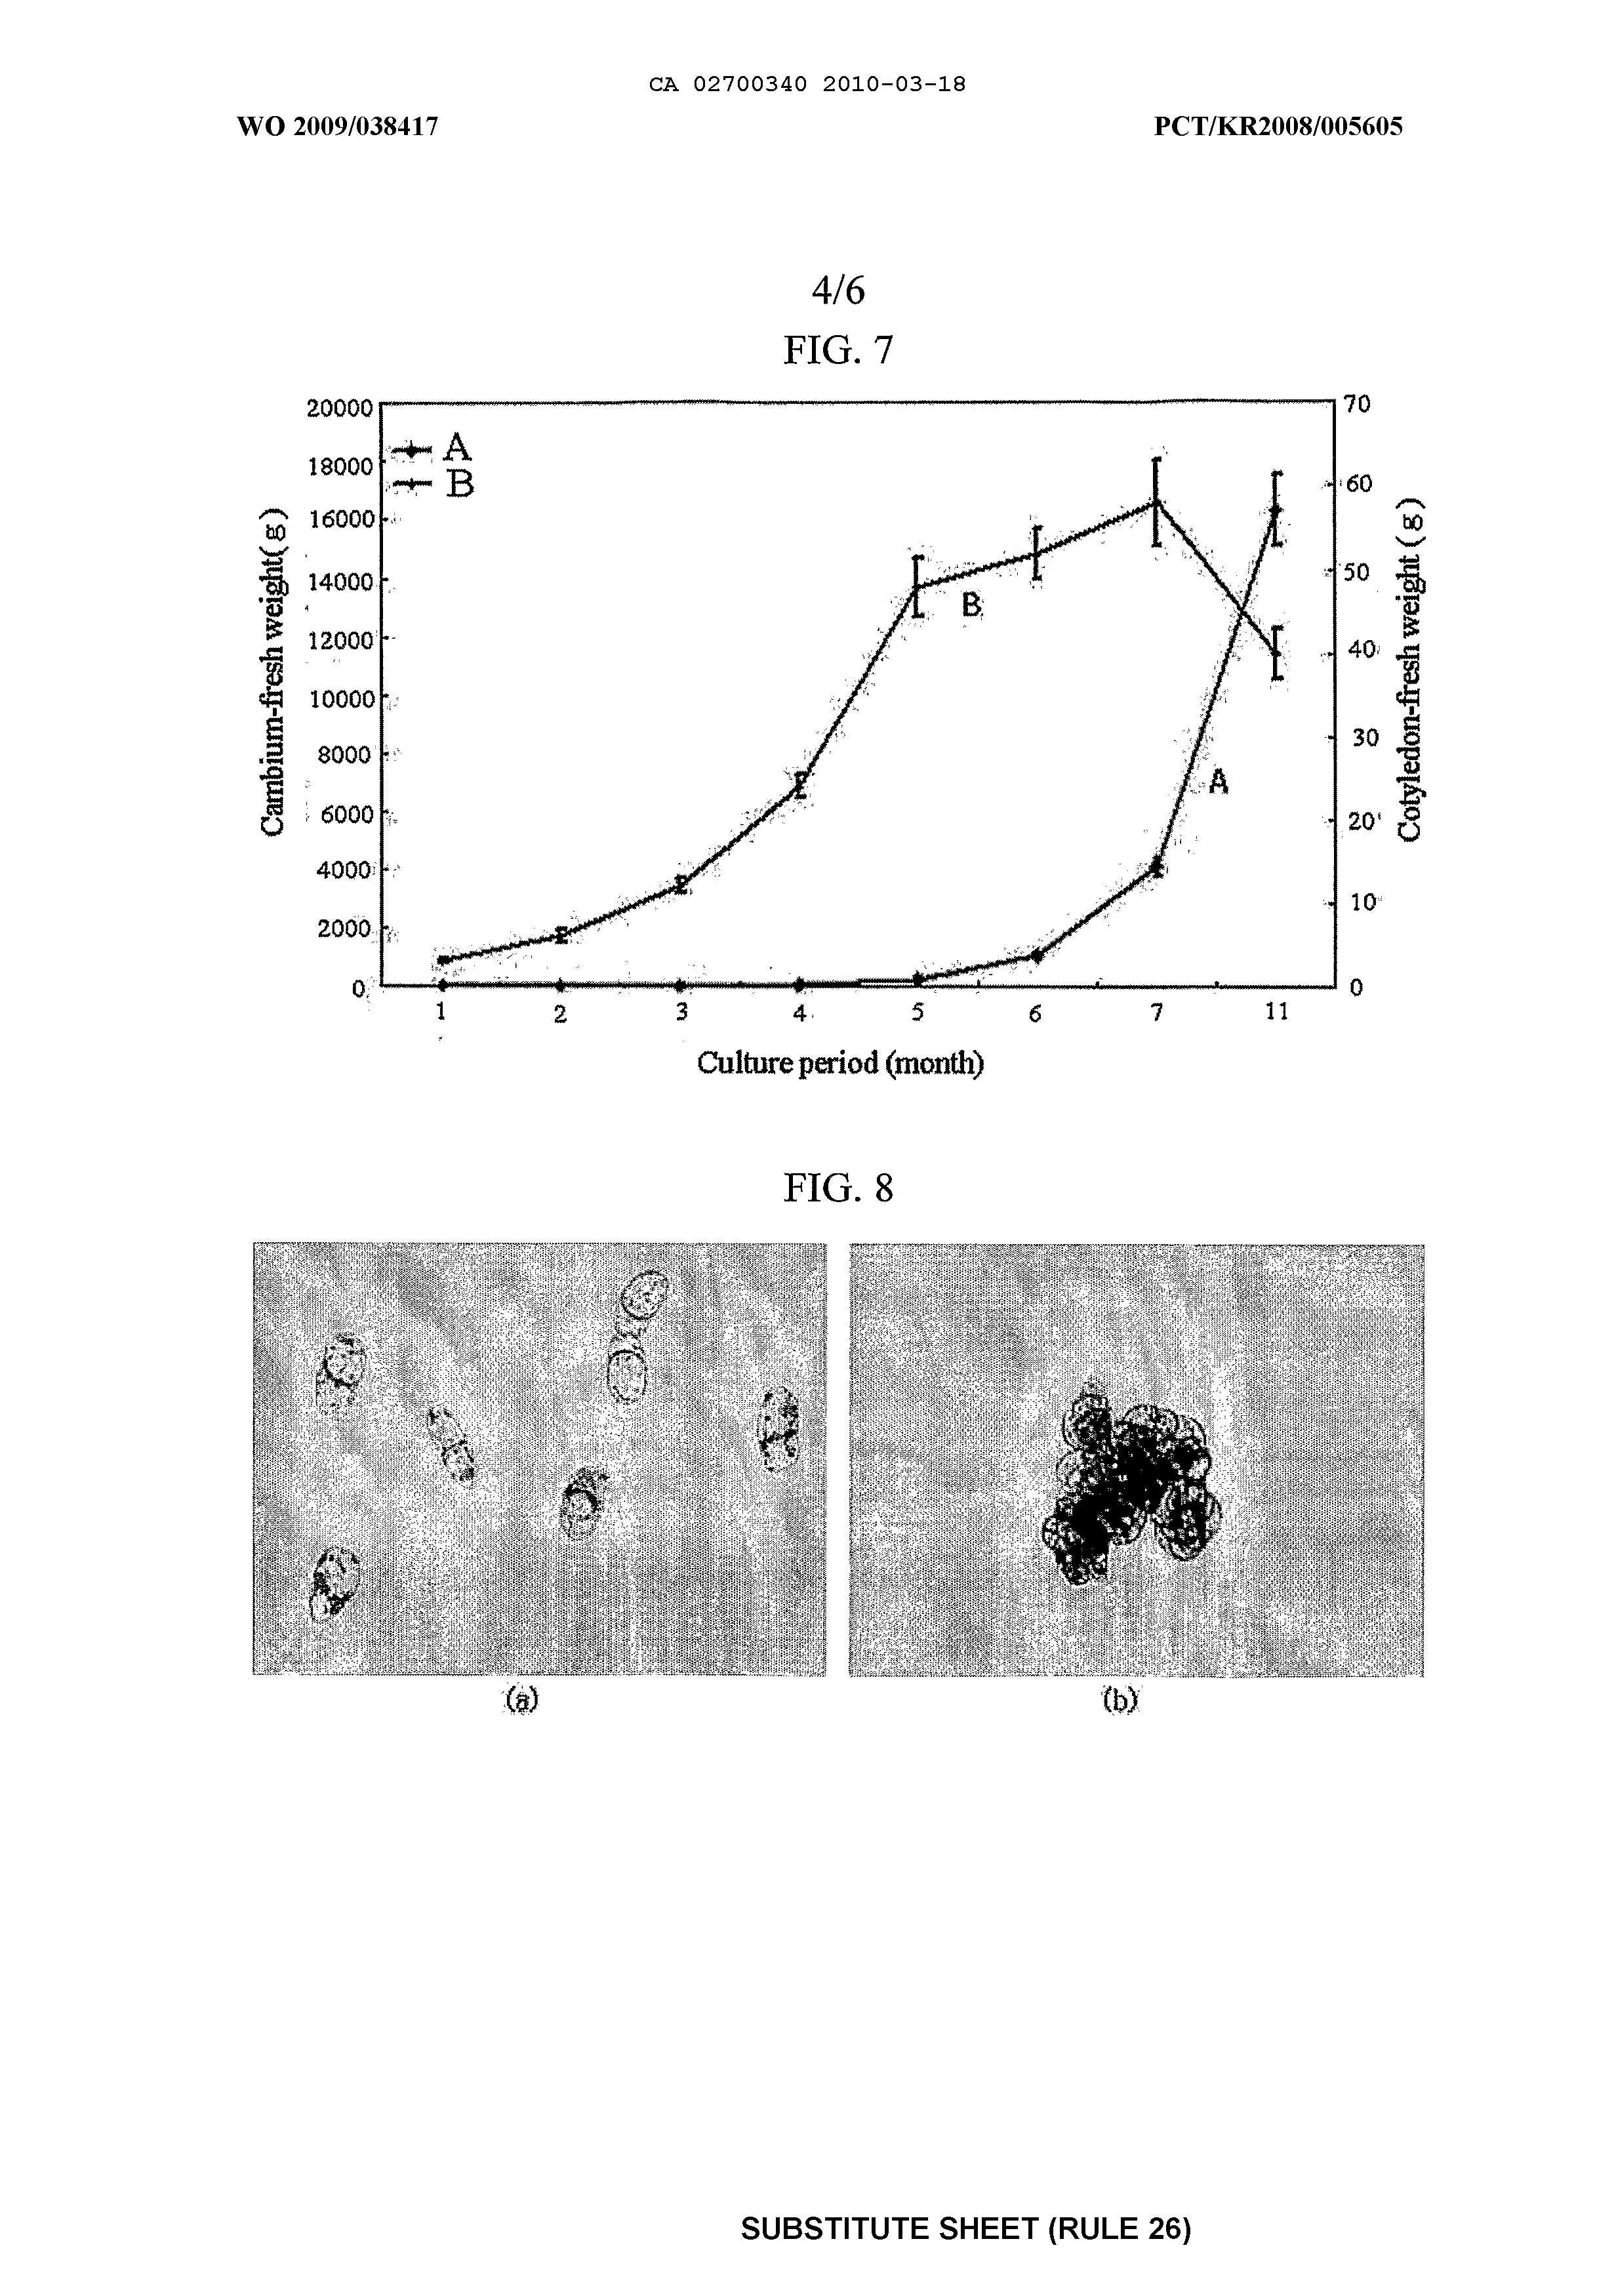 CA 02700340 2010-03-18
WO 2009/038417
PCT/KR2008/005605
4/6
FIG. 7
20000
18000
16000
14000
12000
10000
8000
6000
4000
2000
0
A
B
B
A
70
60
50
40
30
20
10
0
Cambium-fresh weight(g)
Cotyledon-fresh weight(g)
1 2 3 4 5 6 7 11
Culture period (month)
FIG. 8
(a)
(b)
SUBSTITUTE SHEET (RULE 26)